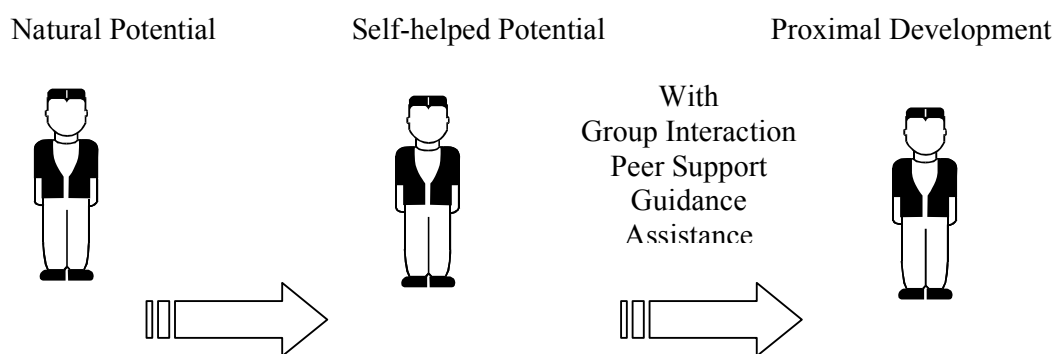 Natural Potential
Self-helped Potential
Proximal Development
With
Group Interaction
Peer Support
Guidance
Assistance